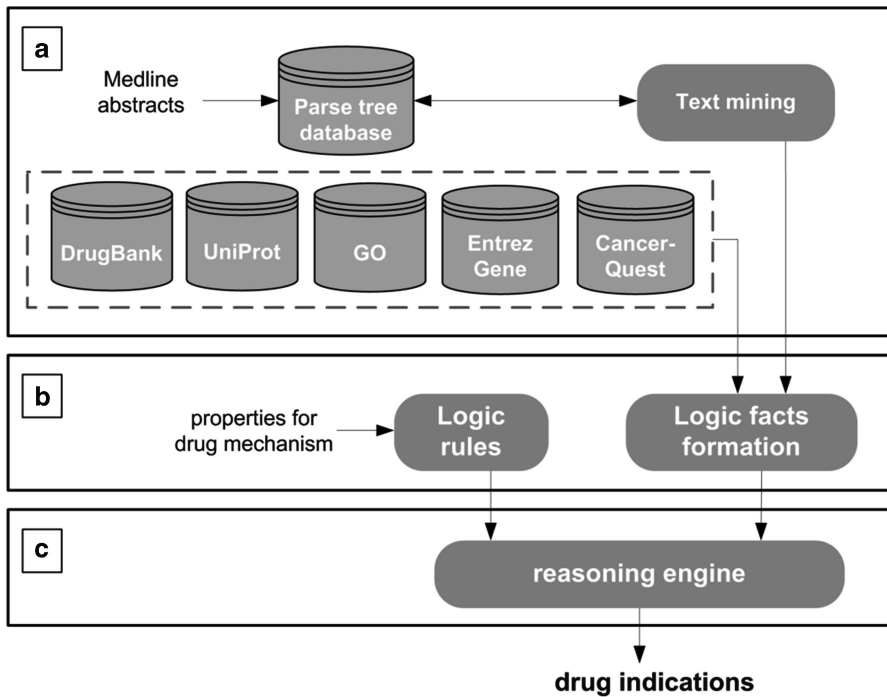 a
Medline
abstracts
Parse tree
database
Text mining
DrugBank
UniProt
GO
Entrez
Gene
Cancer-
Quest
b
properties for
drug mechanism
Logic
rules
Logic facts
formation
c
reasoning engine
drug indications